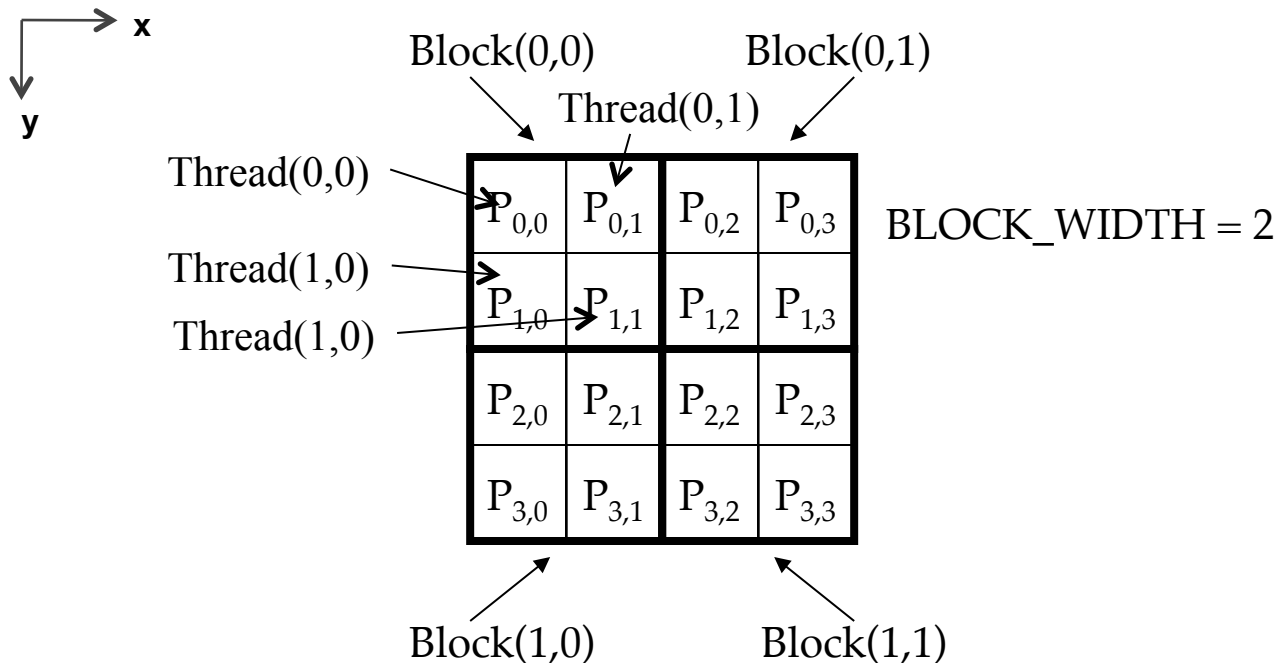 x
y
Block(0,0)
Block(0,1)
Thread(0,1)
Thread(0,0)
P0,0 P0,1 P0,2 P0,3
BLOCK_WIDTH = 2
Thread(1,0)
P1,0 P1,1 P1,2 P1,3
Thread(1,0)
P2,0 P2,1 P2,2 P2,3
P3,0 P3,1 P3,2 P3,3
Block(1,0)
Block(1,1)